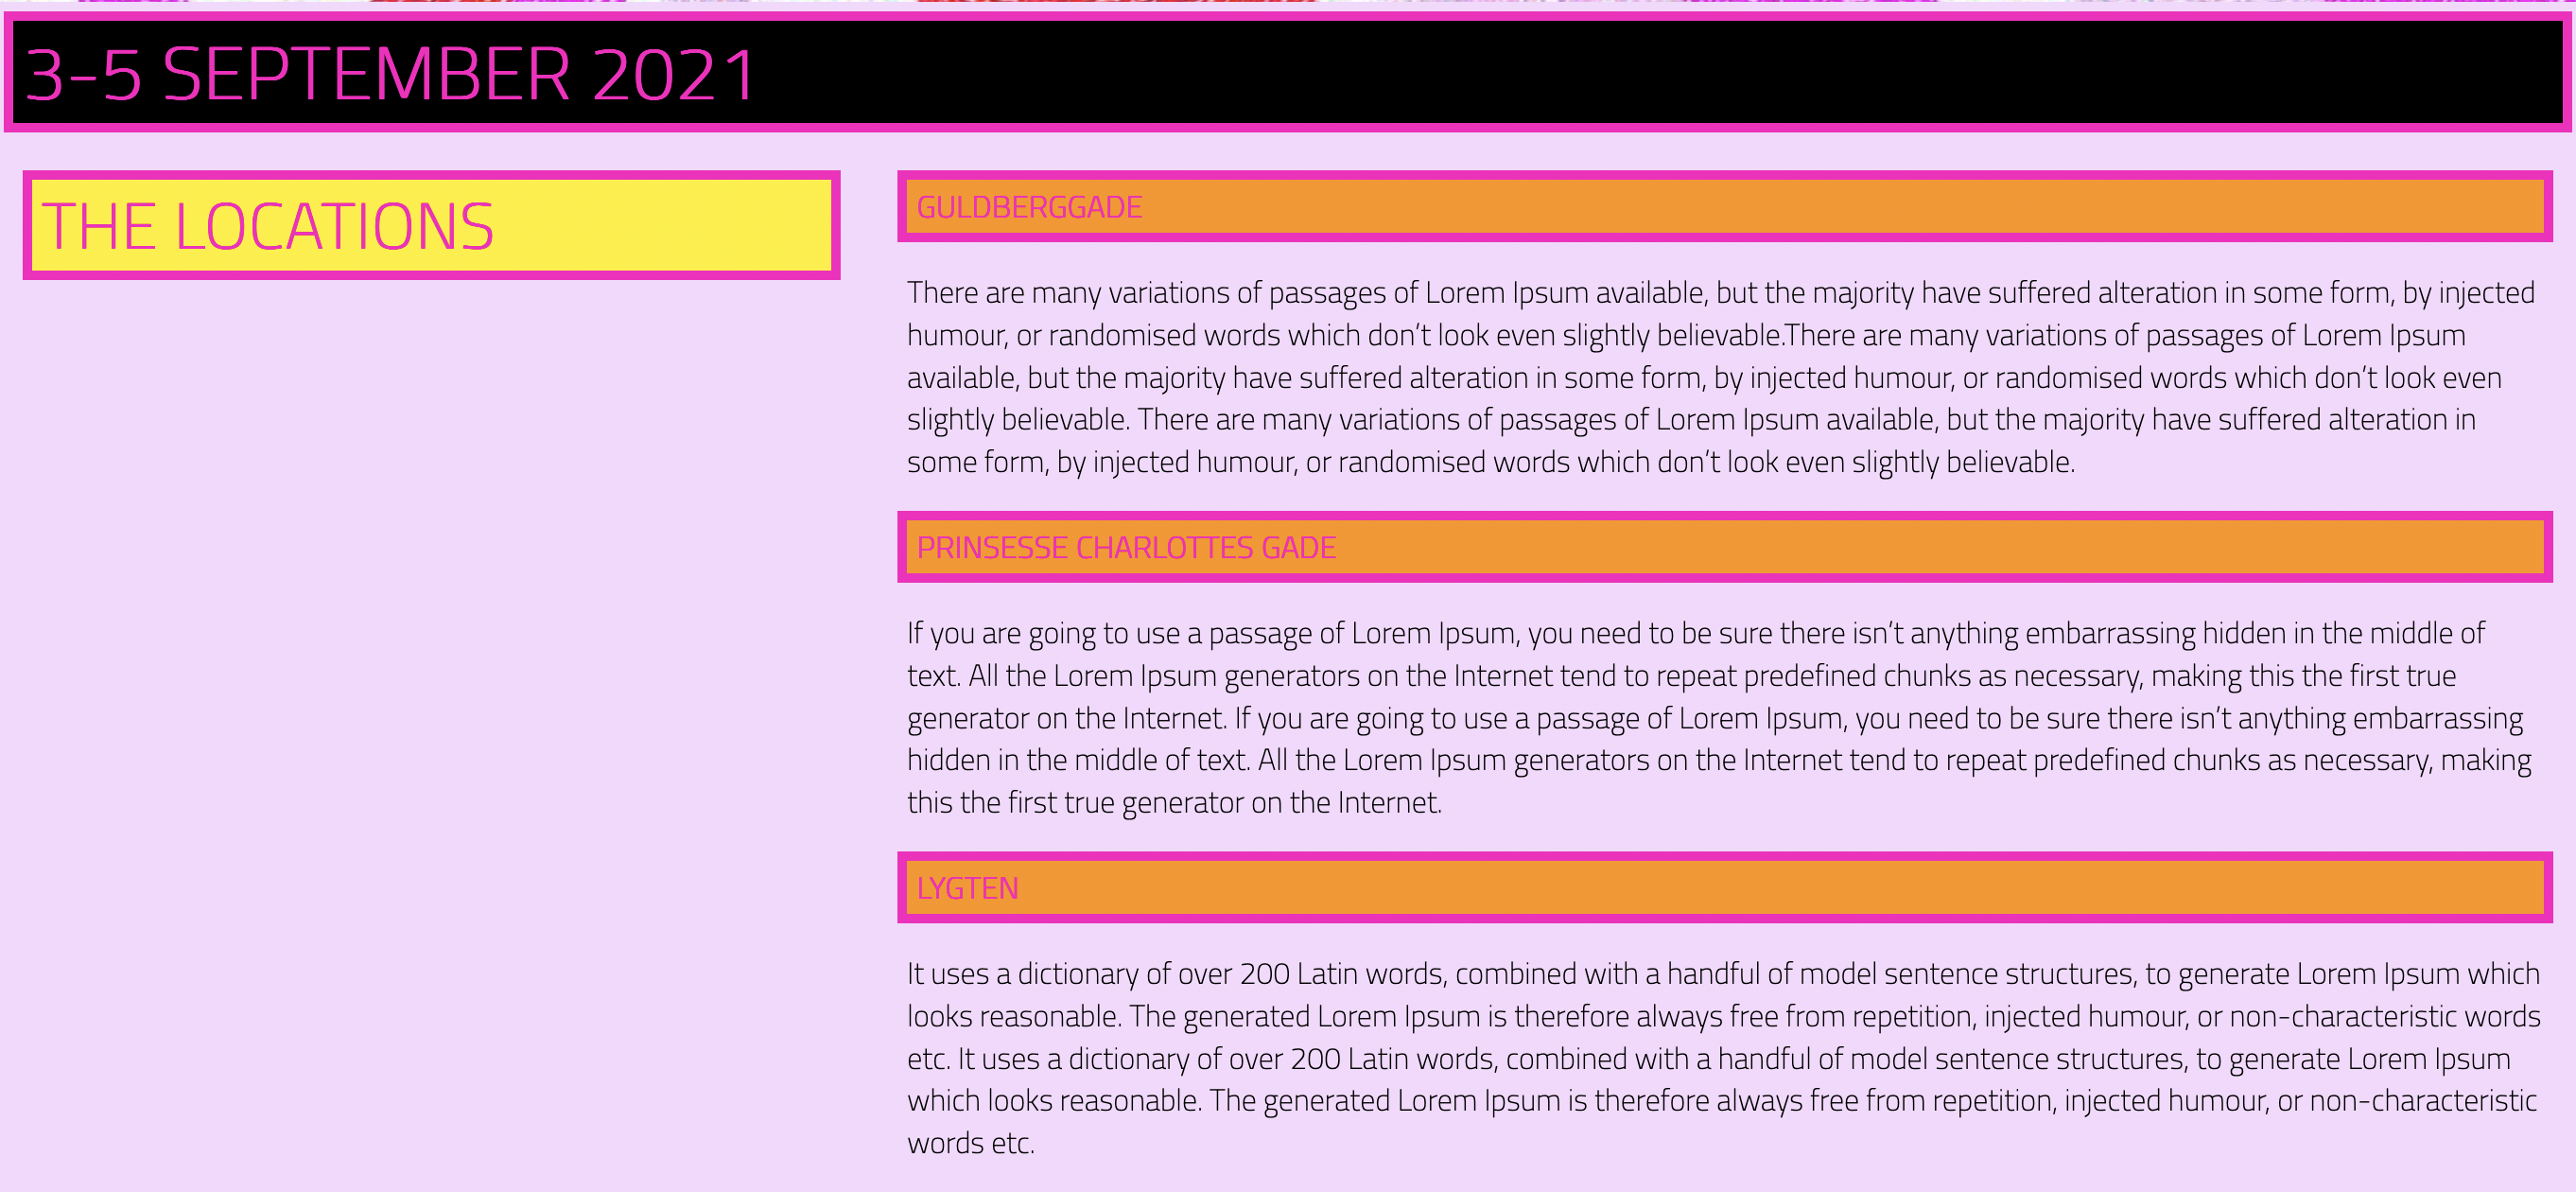 3-5 SEPTEMBER 2021
THE LOCATIONS
GULDBERGGADE
There are many variations of passages of Lorem Ipsum available, but the majority have suffered alteration in some form, by injected
humour, or randomised words which don’t look even slightly believable.There are many variations of passages of Lorem Ipsum
available, but the majority have suffered alteration in some form, by injected humour, or randomised words which don’t look even
slightly believable. There are many variations of passages of Lorem Ipsum available, but the majority have suffered alteration in
some form, by injected humour, or randomised words which don’t look even slightly believable.
PRINSESSE CHARLOTTES GADE
If you are going to use a passage of Lorem Ipsum, you need to be sure there isn’t anything embarrassing hidden in the middle of
text. All the Lorem Ipsum generators on the Internet tend to repeat predefined chunks as necessary, making this the first true
generator on the Internet. If you are going to use a passage of Lorem Ipsum, you need to be sure there isn’t anything embarrassing
hidden in the middle of text. All the Lorem Ipsum generators on the Internet tend to repeat predefined chunks as necessary, making
this the first true generator on the Internet.
LYGTEN
It uses a dictionary of over 200 Latin words, combined with a handful of model sentence structures, to generate Lorem Ipsum which
looks reasonable. The generated Lorem Ipsum is therefore always free from repetition, injected humour, or non-characteristic words
etc. It uses a dictionary of over 200 Latin words, combined with a handful of model sentence structures, to generate Lorem Ipsum
which looks reasonable. The generated Lorem Ipsum is therefore always free from repetition, injected humour, or non-characteristic
words etc.